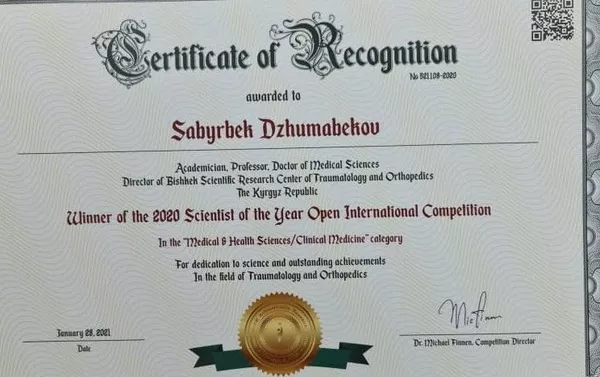 Certificate of Recognition
No S21108-2020
awarded to
Sabyrbek Dzhumabekov
Academician, Professor, Doctor of Medical Sciences
Director of Bishkek Scientific Research Center of Traumatology and Orthopedics
The Kyrgyz Republic
Winner of the 2020 Scientist of the Year Open International Competition
In the "Medical & Health Sciences/Clinical Medicine" category
For dedication to science and outstanding achievements
In the field of Traumatology and Orthopedics
January 28, 2021
Date
Dr. Michael Finnen, Competition Director